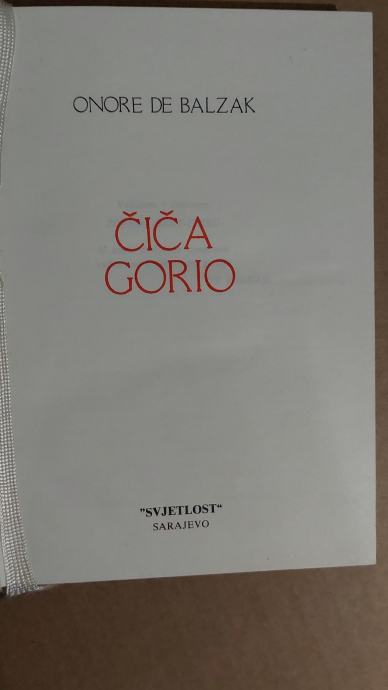 ONORE DE BALZAK
ČIČA
GORIO
"SVJETLOST“
SARAJEVO